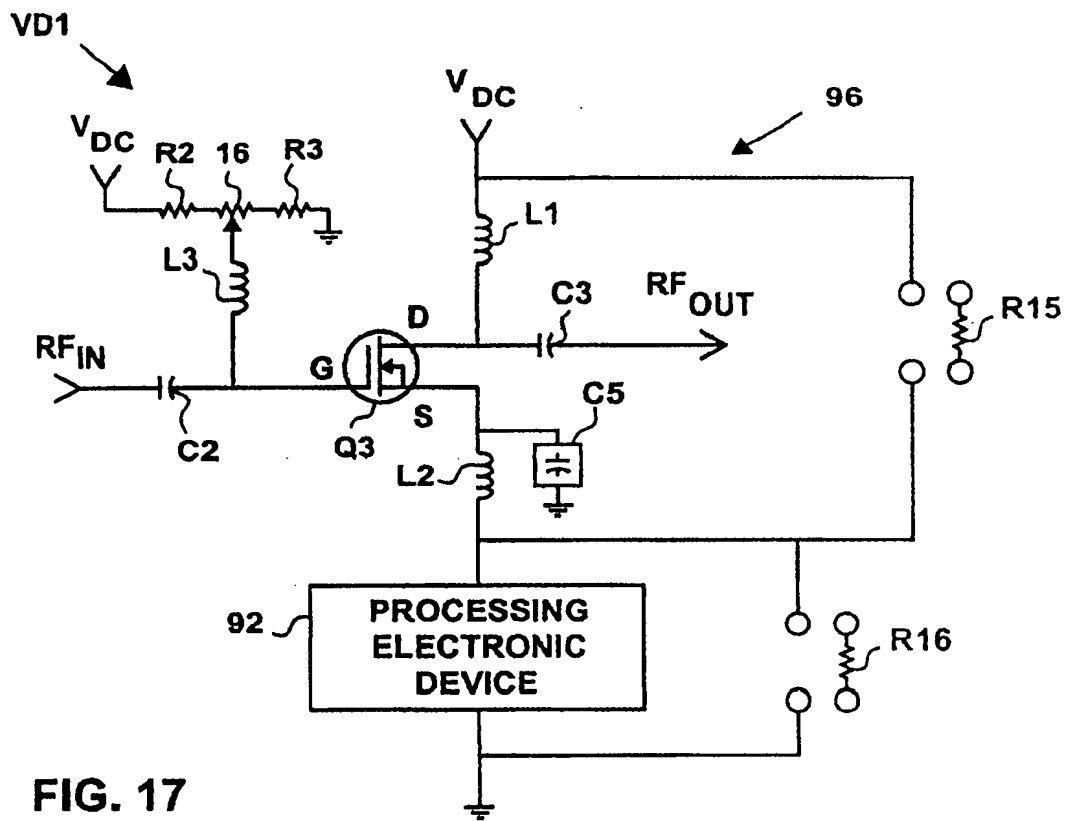 VD1
VDC
96
VDC
R2 16 R3
L1
L3
C3
RFOUT
R15
D
RFIN
G
S
C5
C2
Q3
L2
92
PROCESSING
ELECTRONIC
DEVICE
R16
FIG. 17